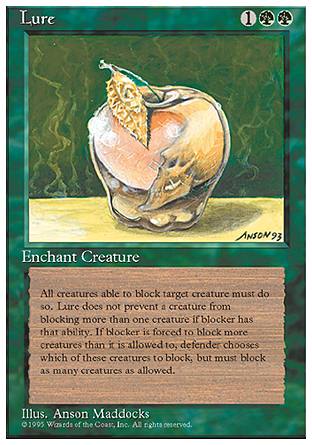 Lure 1
ANSON 93
Enchant Creature
All creatures able to block target creature must do
so. Lure does not prevent a creature from
blocking more than one creature if blocker has
that ability. If blocker is forced to block more
creatures than it is allowed to, defender chooses
which of these creatures to block, but must block
as many creatures as allowed.
Illus. Anson Maddocks
©1995 Wizards of the Coast, Inc. All rights reserved.